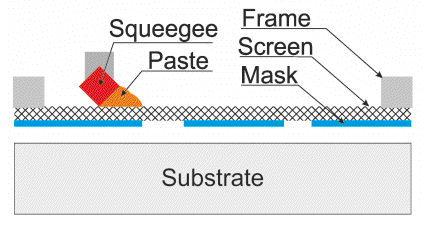 Squeegee
Paste
Frame
Screen
Mask
Substrate